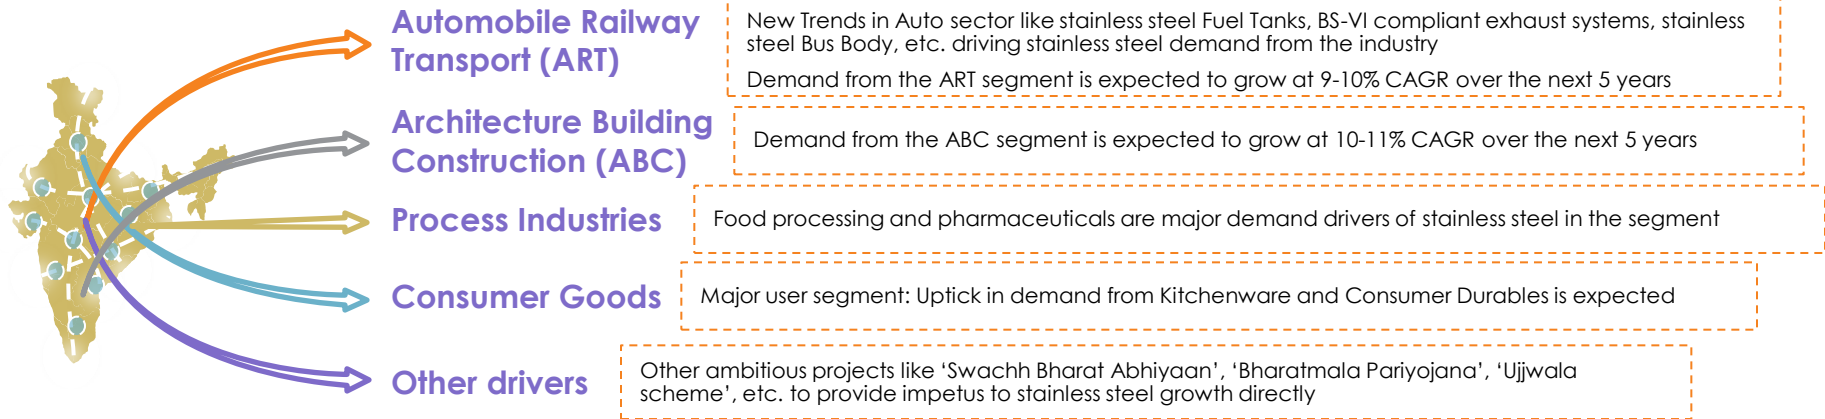 Automobile Railway
Transport (ART)
New Trends in Auto sector like stainless steel Fuel Tanks, BS-VI compliant exhaust systems, stainless
steel Bus Body, etc. driving stainless steel demand from the industry
Demand from the ART segment is expected to grow at 9-10% CAGR over the next 5 years
Architecture Building
Construction (ABC)
Demand from the ABC segment is expected to grow at 10-11% CAGR over the next 5 years
Process Industries
Food processing and pharmaceuticals are major demand drivers of stainless steel in the segment
Consumer Goods
Major user segment: Uptick in demand from Kitchenware and Consumer Durables is expected
Other drivers
Other ambitious projects like ‘Swachh Bharat Abhiyaan’, ‘Bharatmala Pariyojana’, ‘Ujjwala
scheme’, etc. to provide impetus to stainless steel growth directly